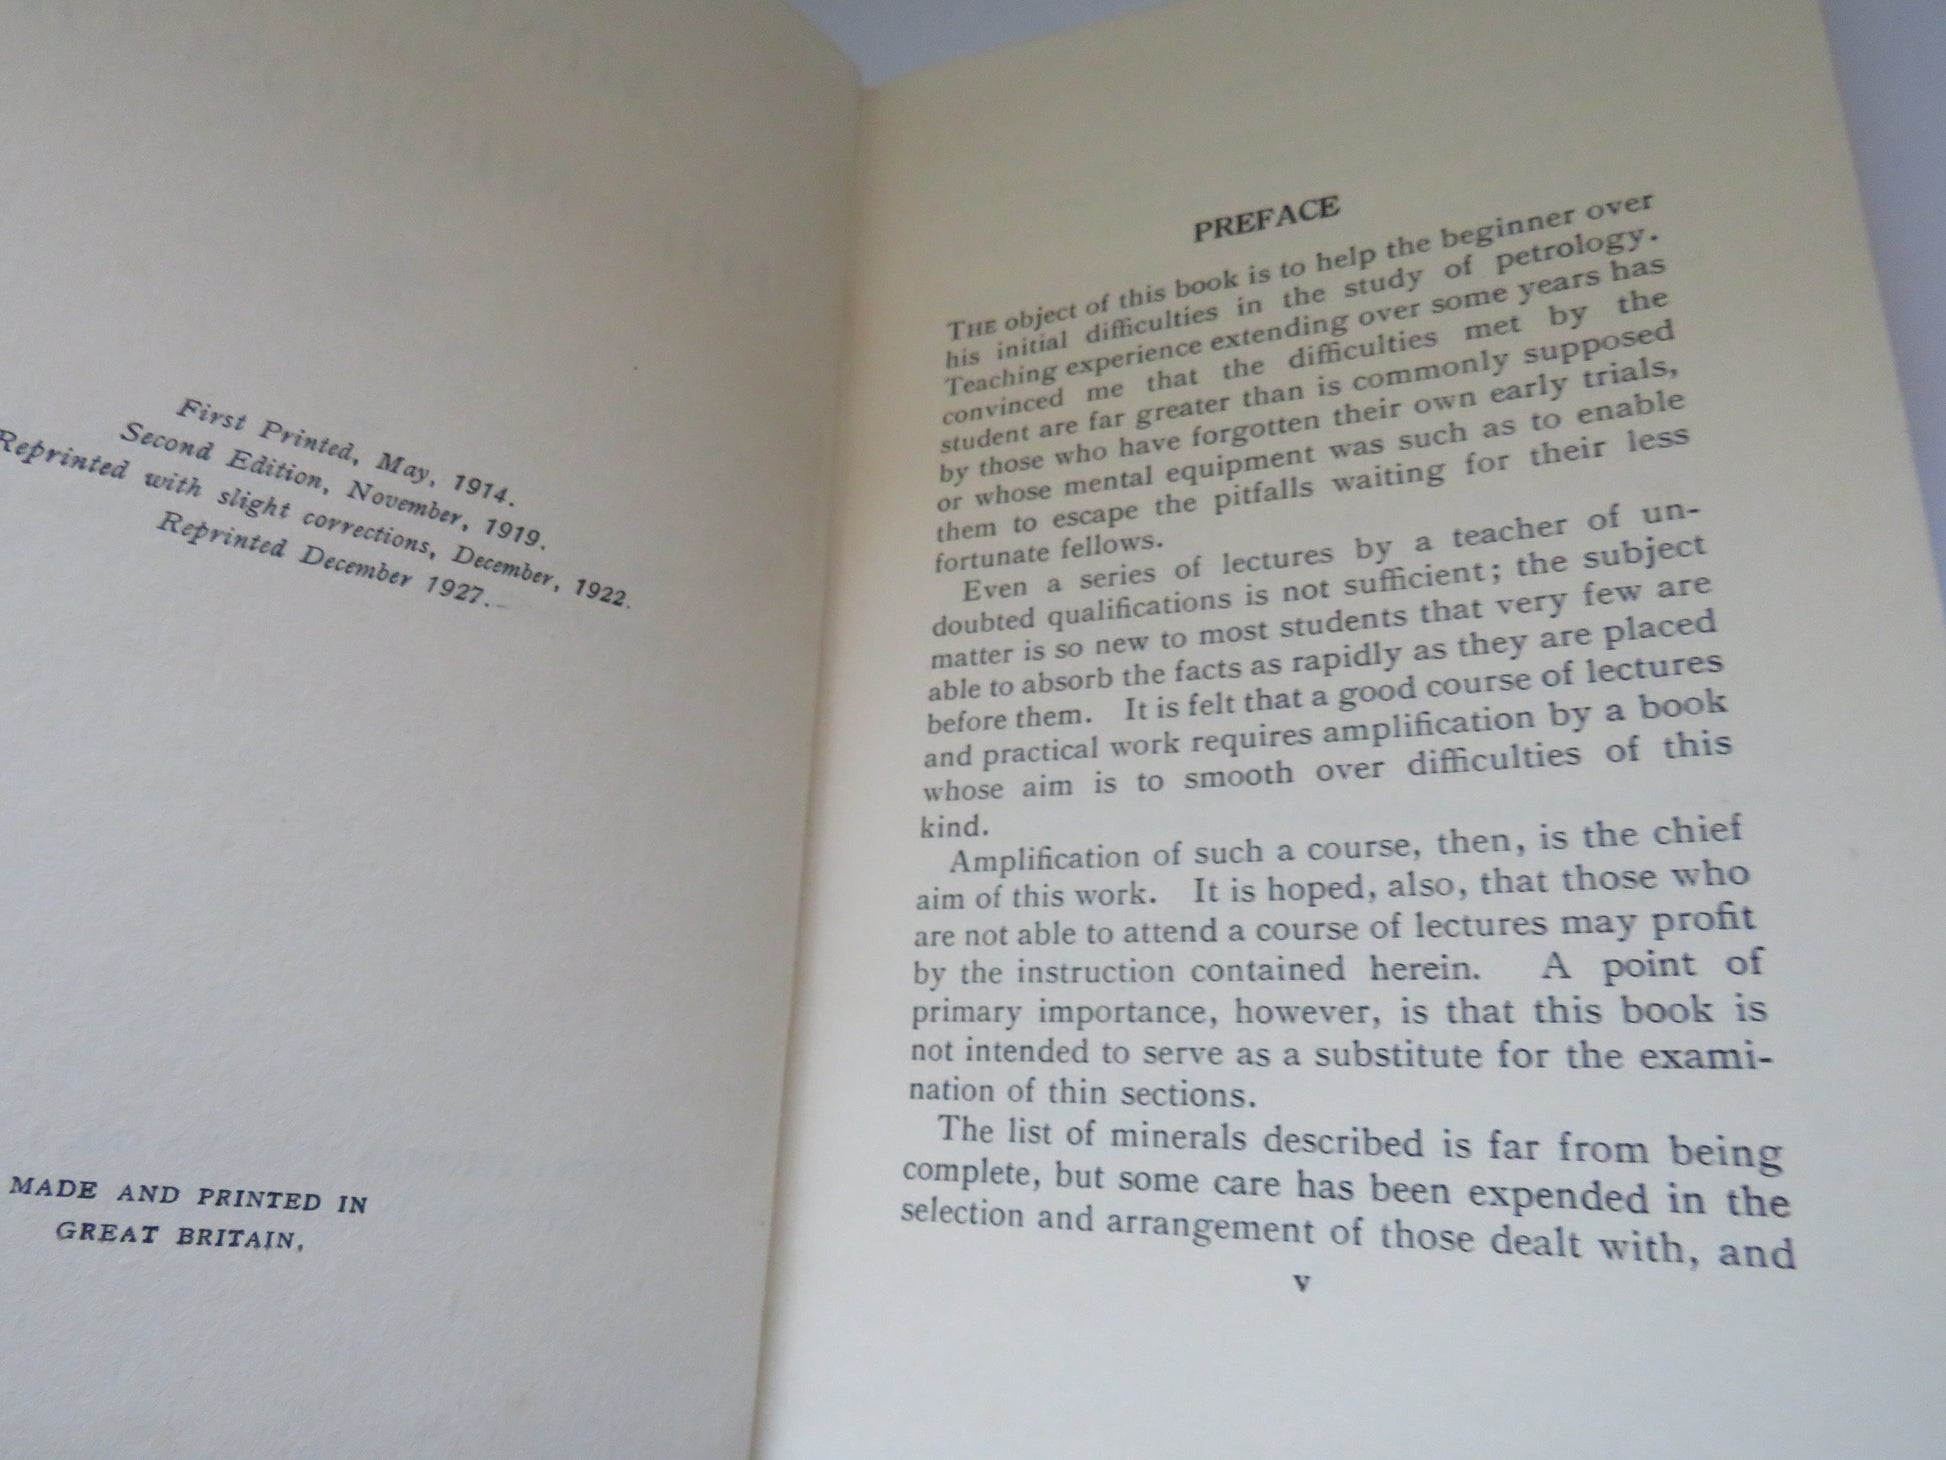 First Printed, May, 1914.
Second Edition, November, 1919.
Reprinted with slight corrections, December, 1922.
Reprinted December 1927.
MADE AND PRINTED IN
GREAT BRITAIN.
PREFACE
THE object of this book is to help the beginner over
his initial difficulties in the study of petrology.
Teaching experience extending over some years has
convinced me that the difficulties met by the
student are far greater than is commonly supposed
by those who have forgotten their own early trials,
or whose mental equipment was such as to enable
them to escape the pitfalls waiting for their less
fortunate fellows.
Even a series of lectures by a teacher of un-
doubted qualifications is not sufficient; the subject
matter is so new to most students that very few are
able to absorb the facts as rapidly as they are placed
before them. It is felt that a good course of lectures
and practical work requires amplification by a book
whose aim is to smooth over difficulties of this
kind.
Amplification of such a course, then, is the chief
aim of this work. It is hoped, also, that those who
are not able to attend a course of lectures may profit
by the instruction contained herein. A point of
primary importance, however, is that this book is
not intended to serve as a substitute for the exami-
nation of thin sections.
The list of minerals described is far from being
complete, but some care has been expended in the
selection and arrangement of those dealt with, and
v